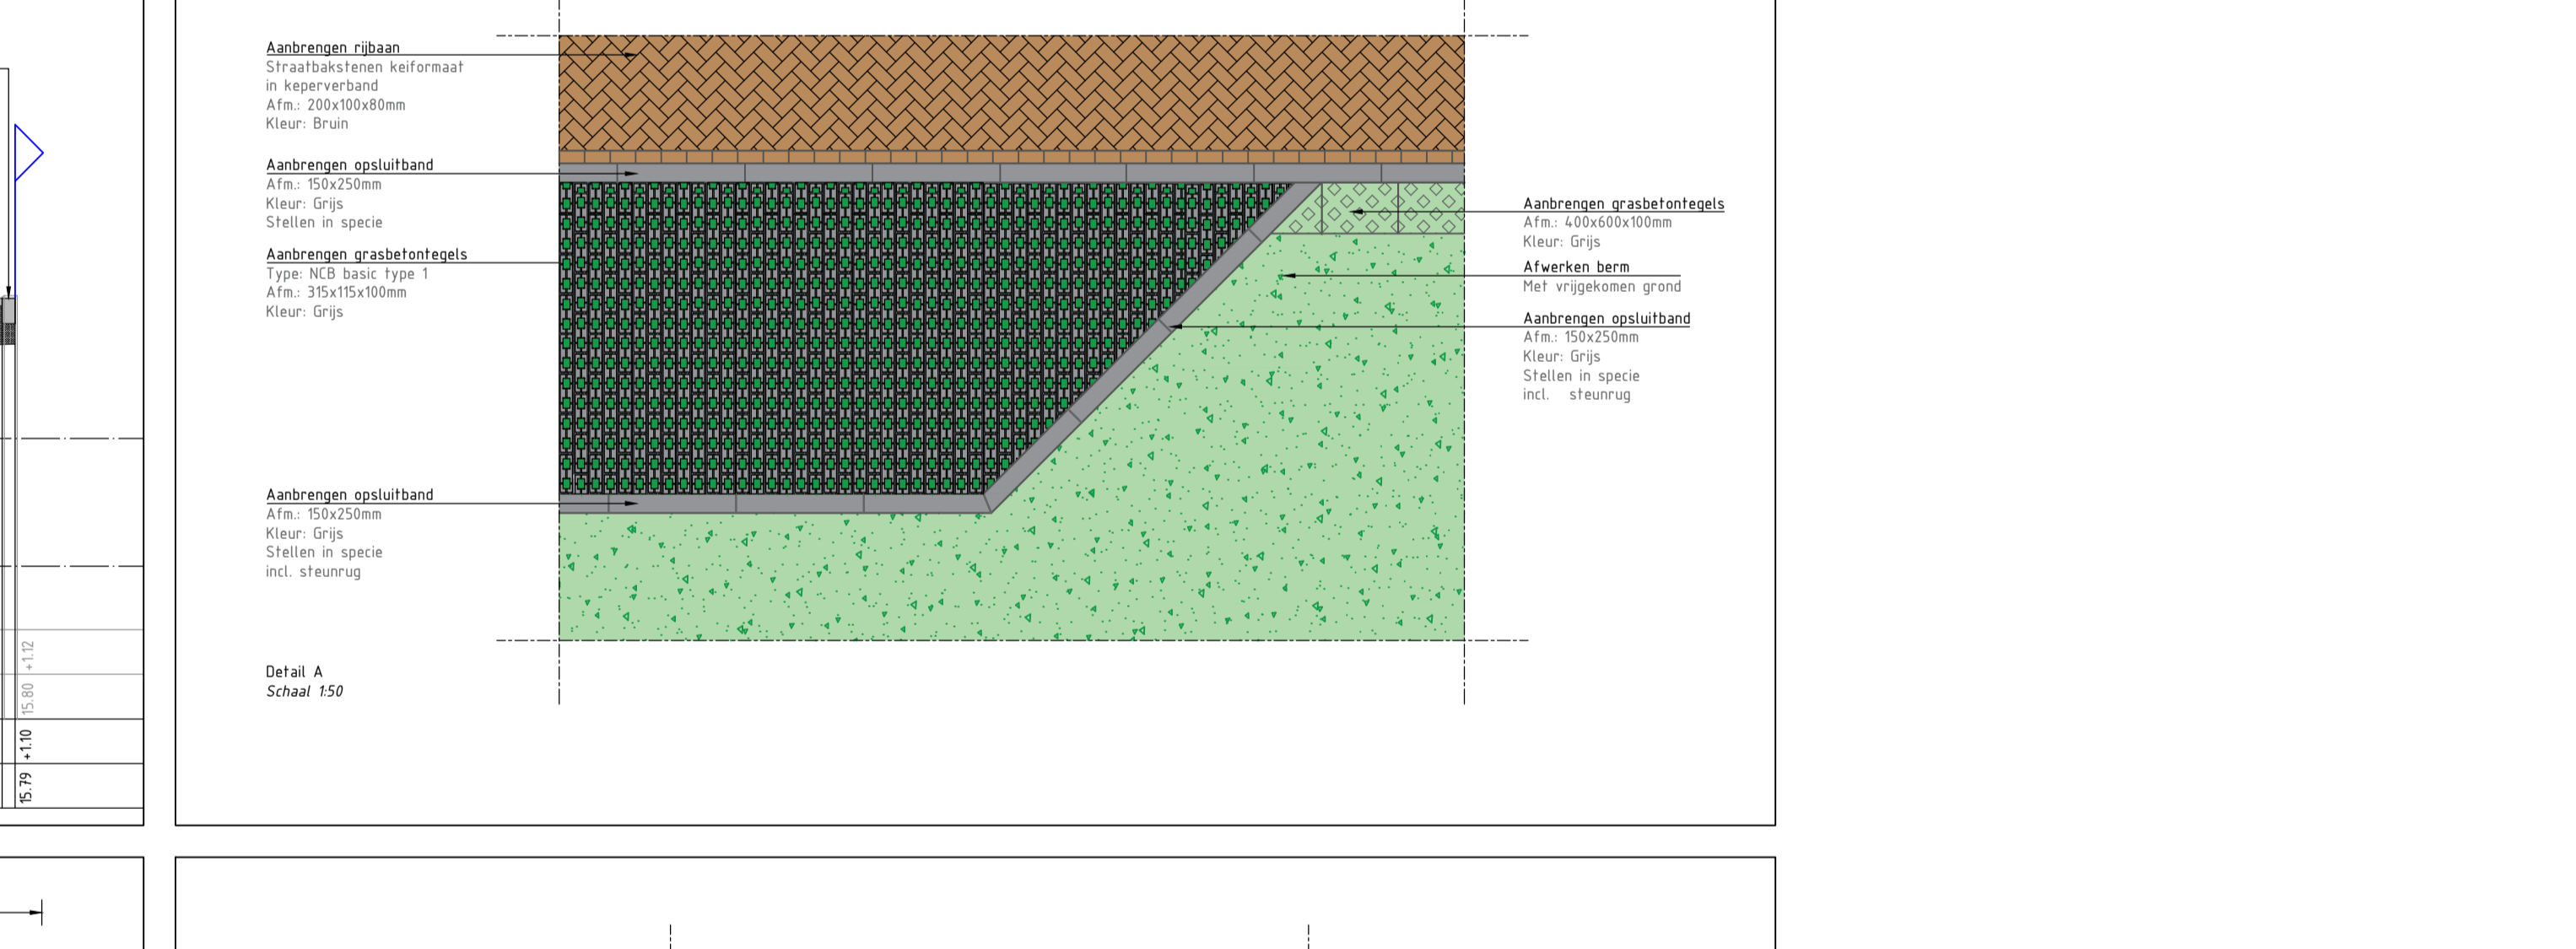 Aanbrengen rijbaan
Straatbakstenen keiformaat
in keperverband
Afm.: 200x100x80mm
Kleur: Bruin
Aanbrengen opsluitband
Afm.: 150x250mm
Kleur: Grijs
Stellen in specie
Aanbrengen grasbetontegels
Type: NCB basic type 1
Afm.: 315x115x100mm
Kleur: Grijs
Aanbrengen opsluitband
Afm.: 150x250mm
Kleur: Grijs
Stellen in specie
incl. steunrug
Aanbrengen grasbetontegels
Afm.: 400x600x100mm
Kleur: Grijs
Afwerken berm
Met vrijgekomen grond
Aanbrengen opsluitband
Afm.: 150x250mm
Kleur: Grijs
Stellen in specie
incl. steunrug
Detail A
Schaal 1:50
15.80 +1.12
15.79 +1.10